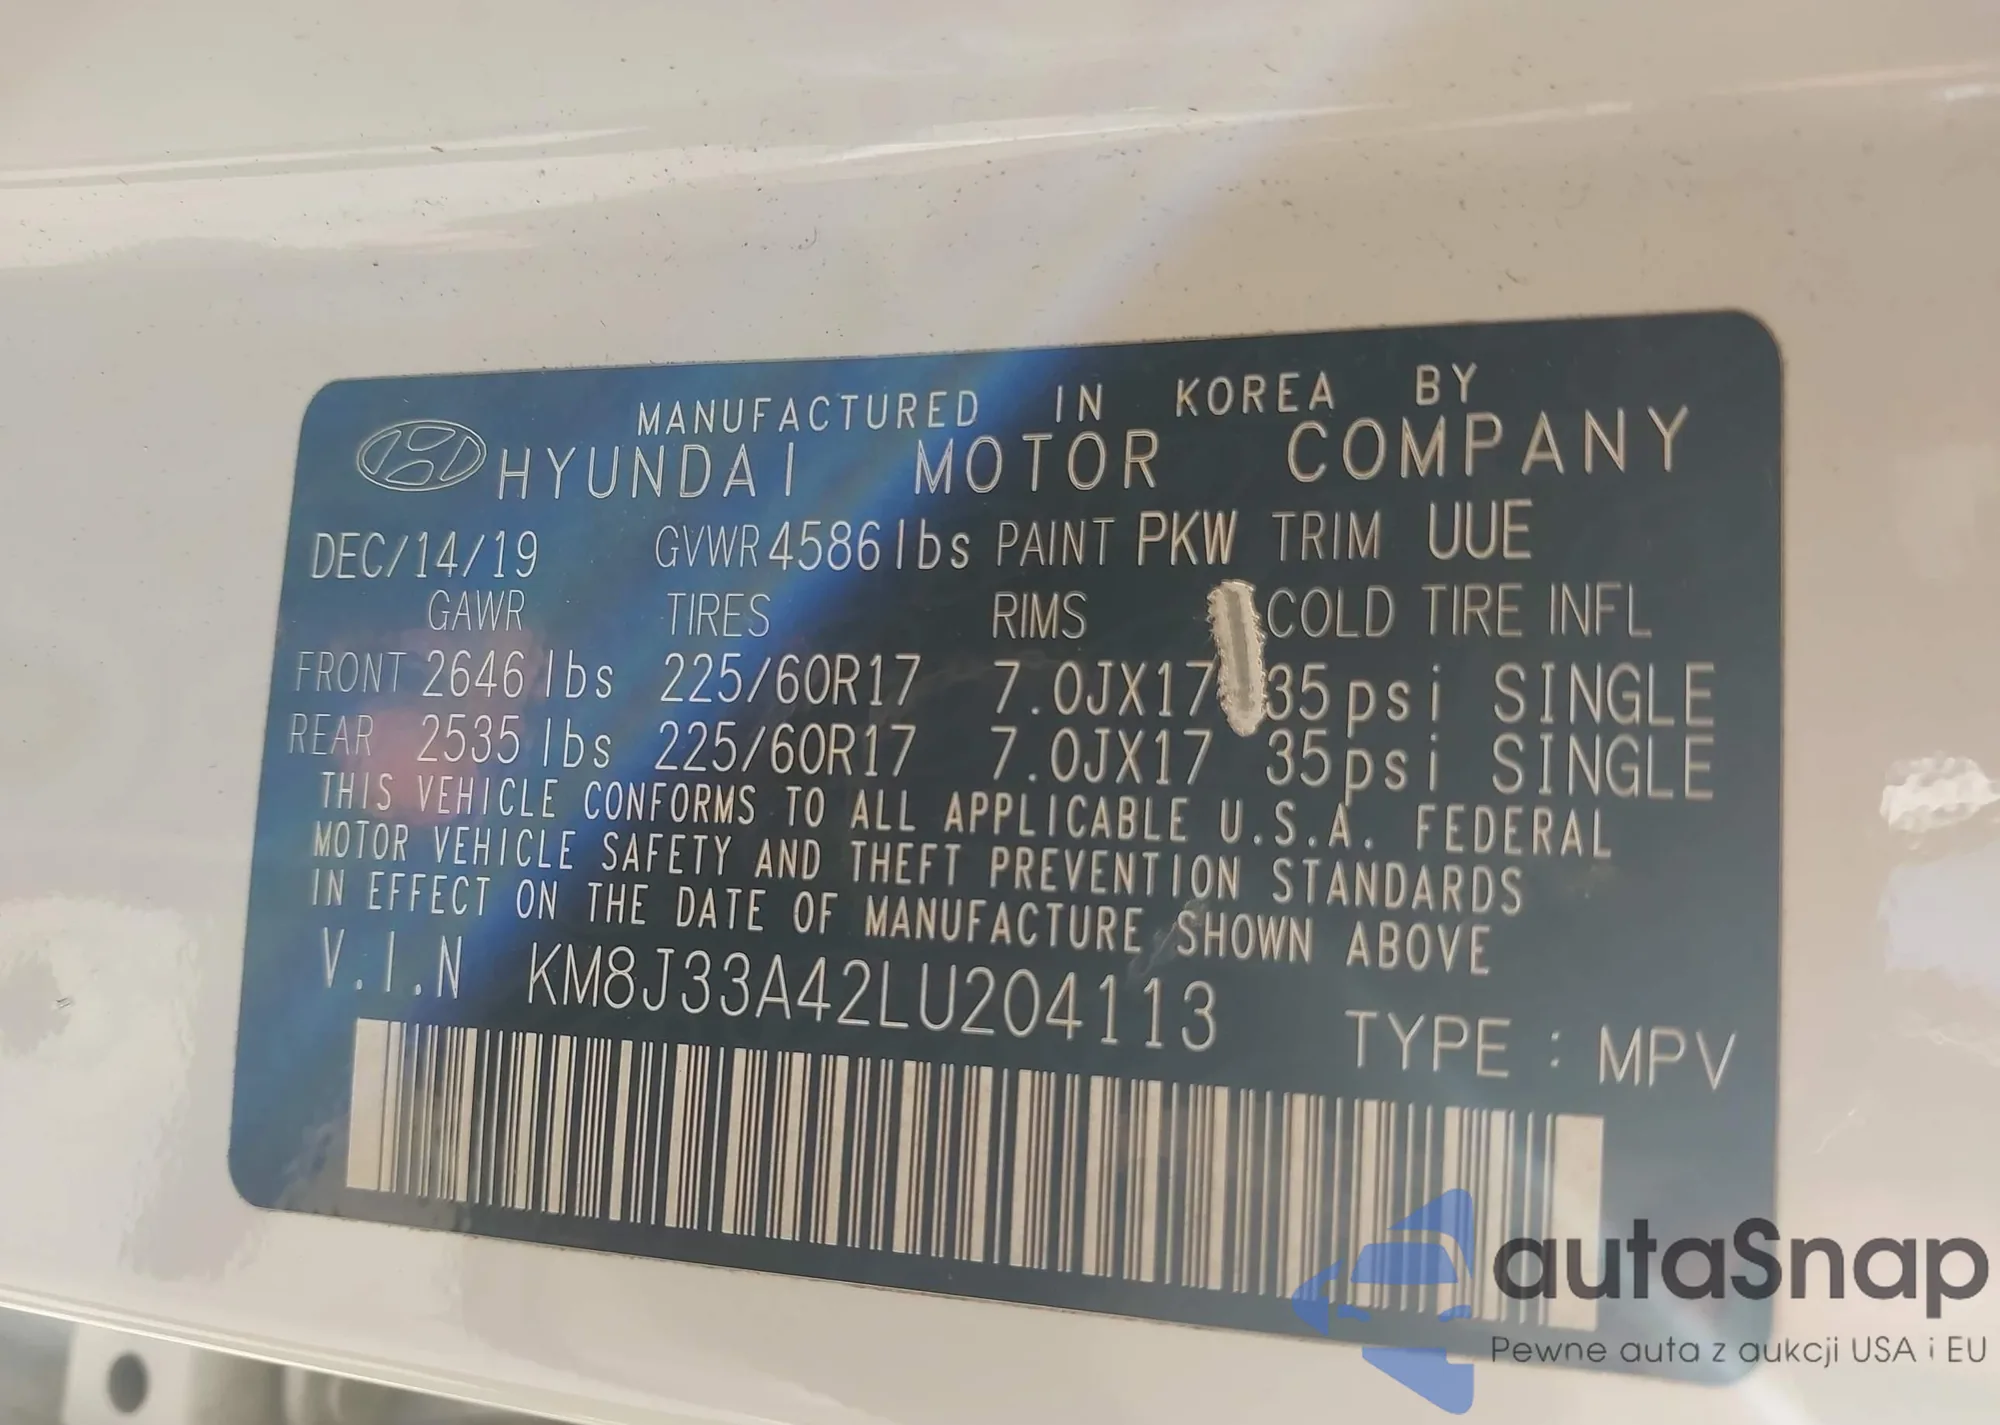 MANUFACTURED IN KOREA BY
HYUNDAI MOTOR COMPANY
DEC/14/19 GVWR 4586 lbs PAINT PKW TRIM UUE
GAWR TIRES RIMS COLD TIRE INFL
FRONT 2646 lbs 225/60R17 7.0JX17 35psi SINGLE
REAR 2535 lbs 225/60R17 7.0JX17 35psi SINGLE
THIS VEHICLE CONFORMS TO ALL APPLICABLE U.S.A. FEDERAL
MOTOR VEHICLE SAFETY AND THEFT PREVENTION STANDARDS
IN EFFECT ON THE DATE OF MANUFACTURE SHOWN ABOVE
V.I.N KM8J33A42LU204113
TYPE : MPV
autaSnap
Pewne auta z aukcji USA i EU